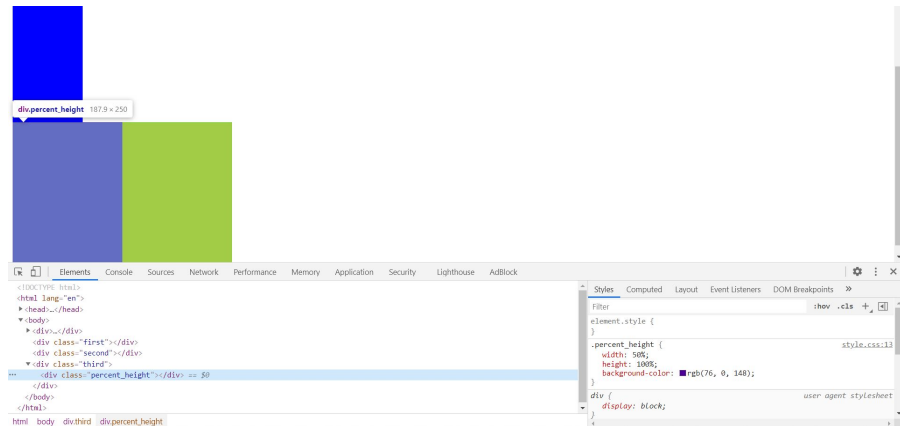 div.percent_height 187.9 × 250
Elements Console Sources Network Performance Memory Application Security Lighthouse AdBlock
<!DOCTYPE html>
<html lang="en">
<head>…</head>
<body>
<div>…</div>
<div class="first"></div>
<div class="second"></div>
<div class="third">
<div class="percent_height"></div> == $0
</div>
</body>
</html>
html body div.third div.percent_height
Styles Computed Layout Event Listeners DOM Breakpoints »
Filter :hov .cls +
element.style {
}
.percent_height { style.css:13
width: 50%;
height: 100%;
background-color: rgb(76, 0, 148);
}
div { user agent stylesheet
display: block;
}